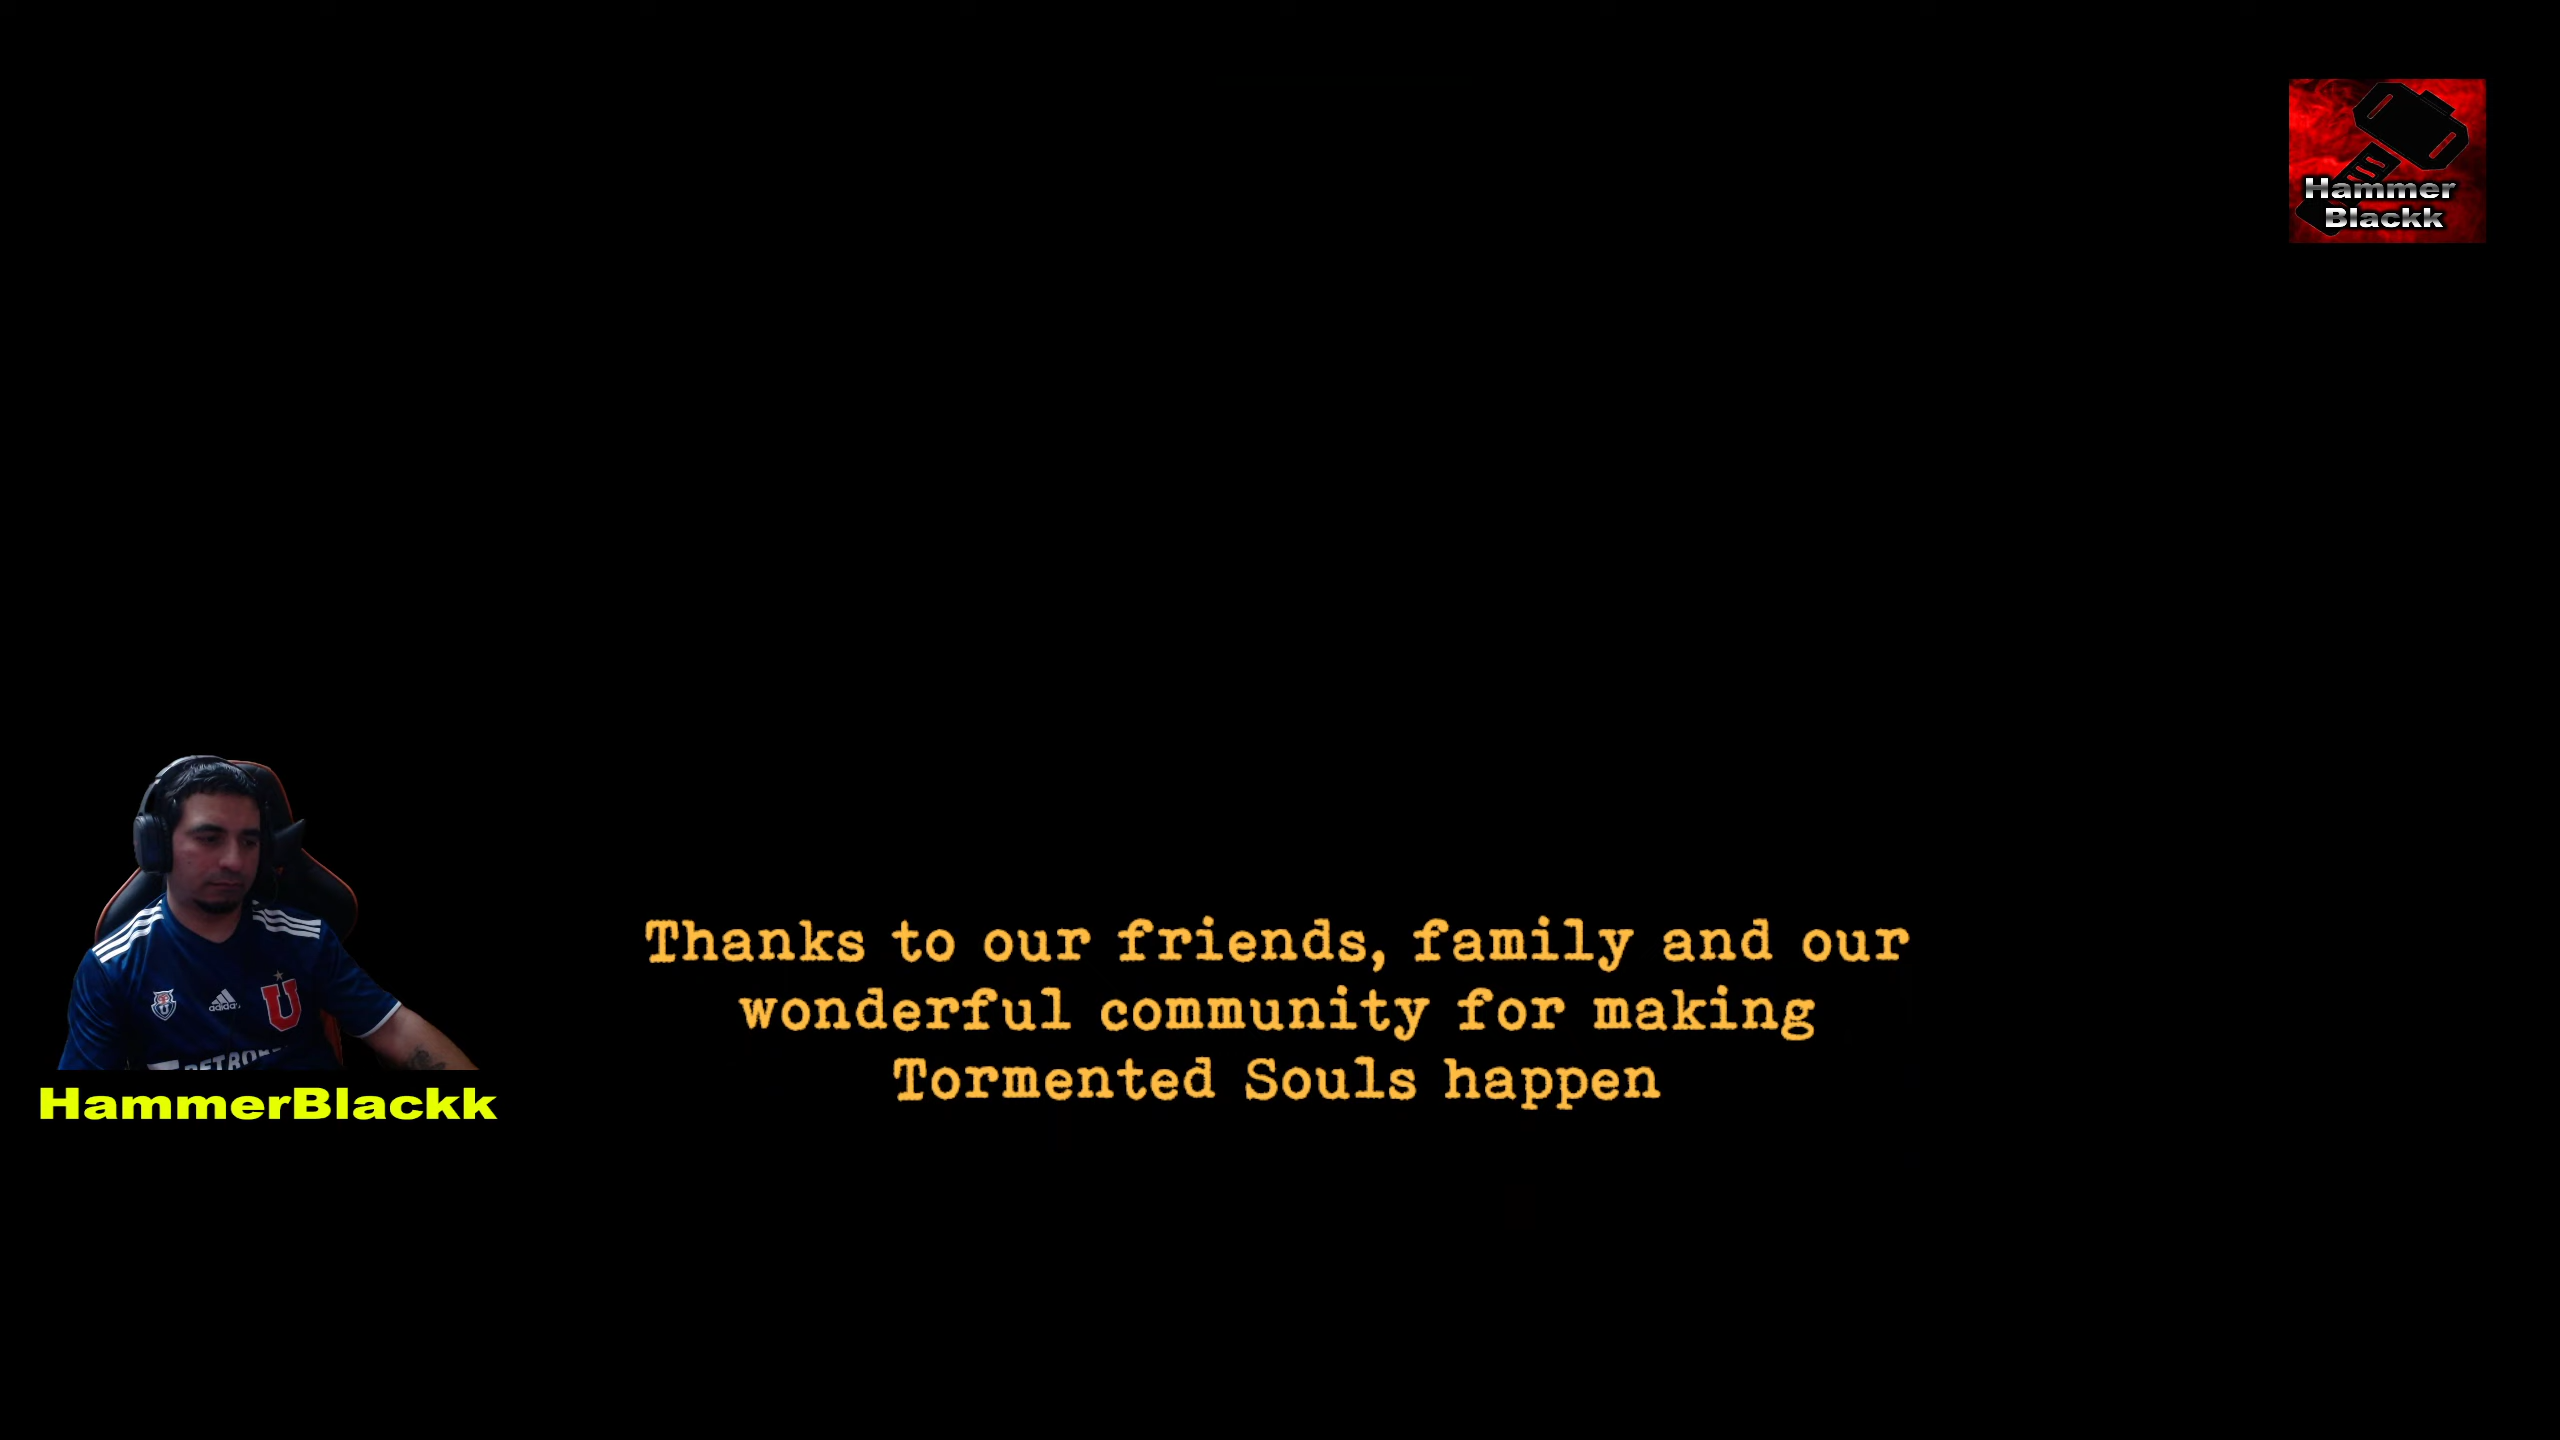 Hammer
Blackk
adidas
U
Thanks to our friends, family and our
wonderful community for making
Tormented Souls happen
HammerBlackk